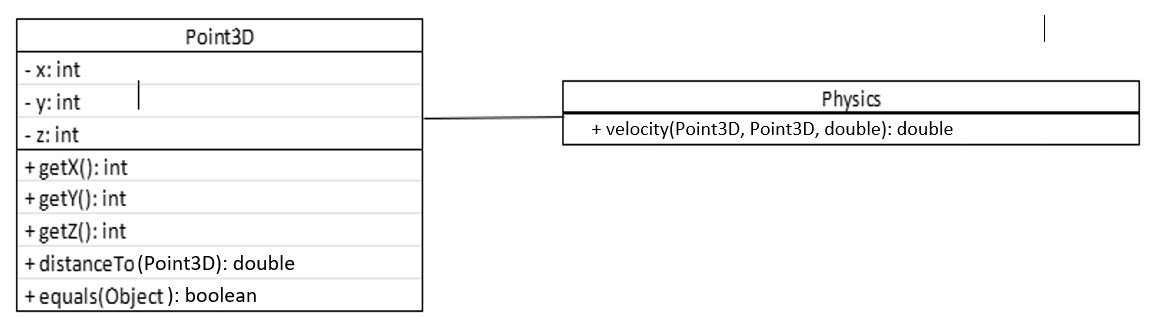 Point3D
- x: int
- y: int
- z: int
+ getX(): int
+ getY(): int
+ getZ(): int
+ distanceTo(Point3D): double
+ equals(Object): boolean
Physics
+ velocity(Point3D, Point3D, double): double